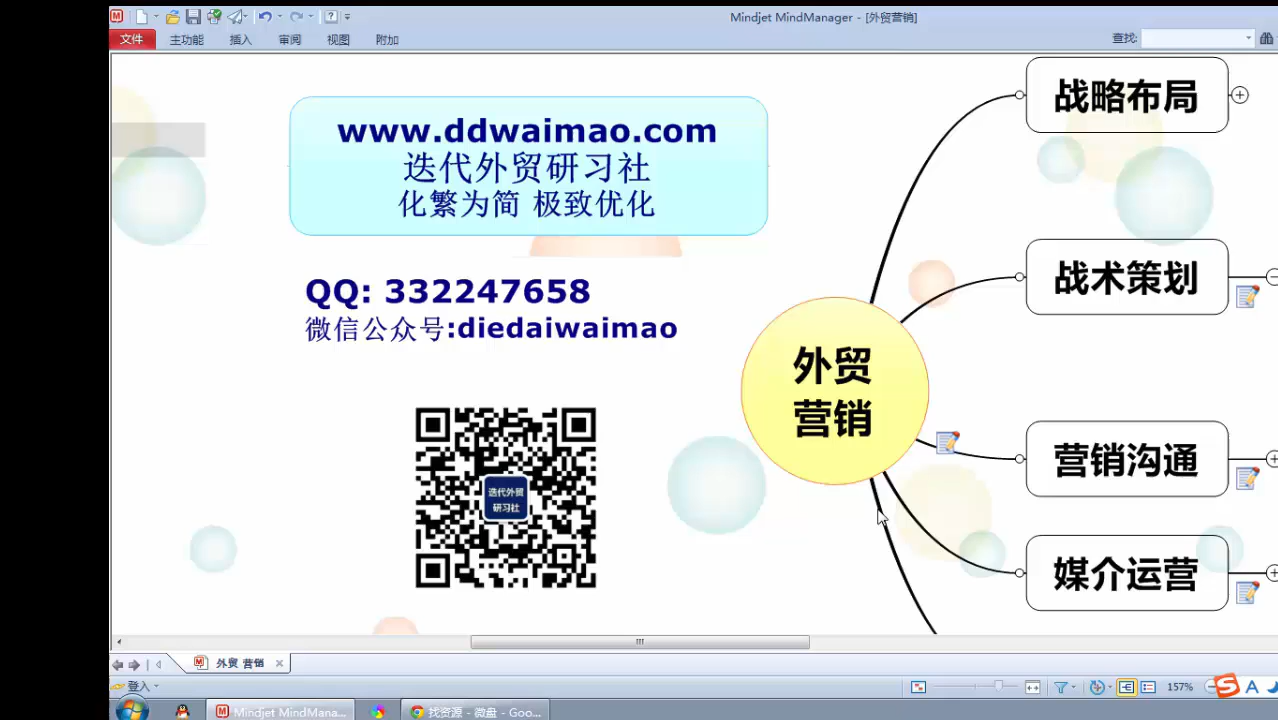 Mindjet MindManager - [外贸营销]
文件 主功能 插入 审阅 视图 附加 查找:
www.ddwaimao.com
迭代外贸研习社
化繁为简 极致优化
QQ: 332247658
微信公众号:diedaiwaimao
迭代外贸
研习社
外贸
营销
战略布局
战术策划
营销沟通
媒介运营
外贸 营销
登入
157%
Mindjet MindMana...
找资源 - 微盘 - Goo...